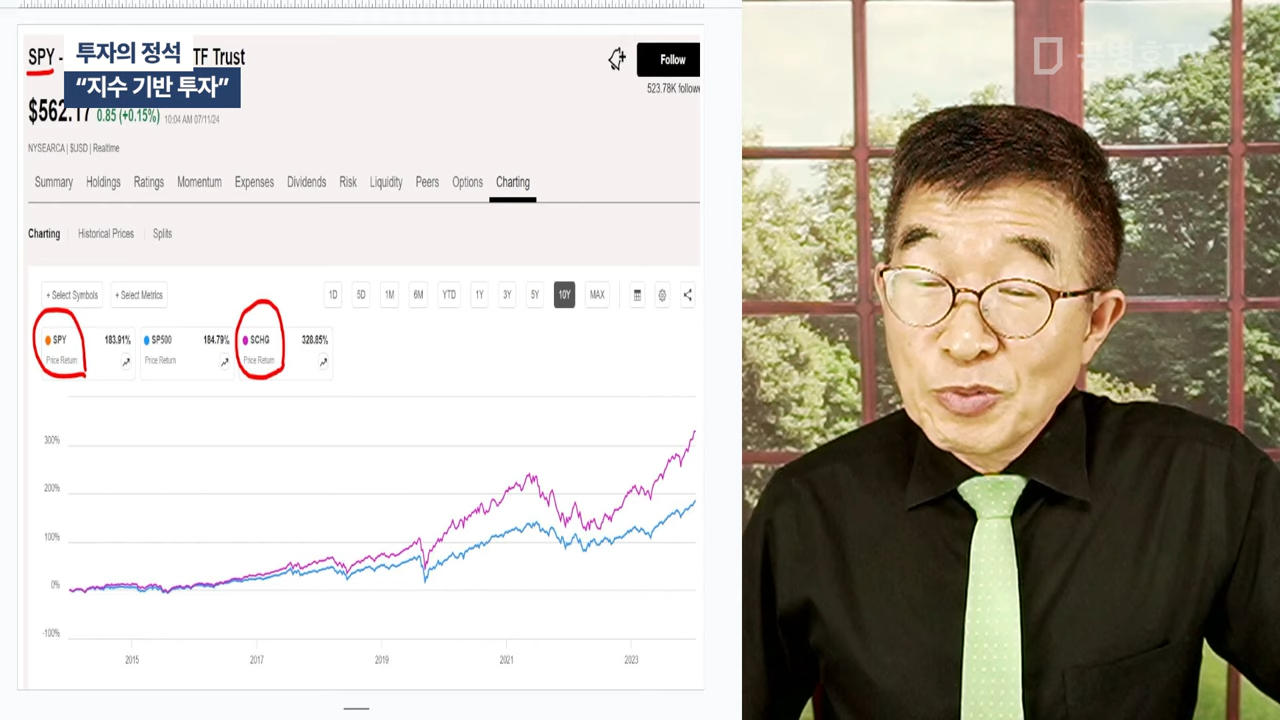 SPY -
TF Trust
투자의 정석
“지수 기반 투자”
Follow
$562.17 0.85 (+0.15%) 10:04 AM 07/11/24
NYSEARCA | $USD | Realtime
Summary Holdings Ratings Momentum Expenses Dividends Risk Liquidity Peers Options Charting
Charting Historical Prices Splits
+ Select Symbols + Select Metrics
1D 5D 1M 6M YTD 1Y 3Y 5Y 10Y MAX
SPY 183.91% SP500 184.79% SCHG 328.85%
Price Return Price Return Price Return
300%
200%
100%
0%
-100%
2015 2017 2019 2021 2023